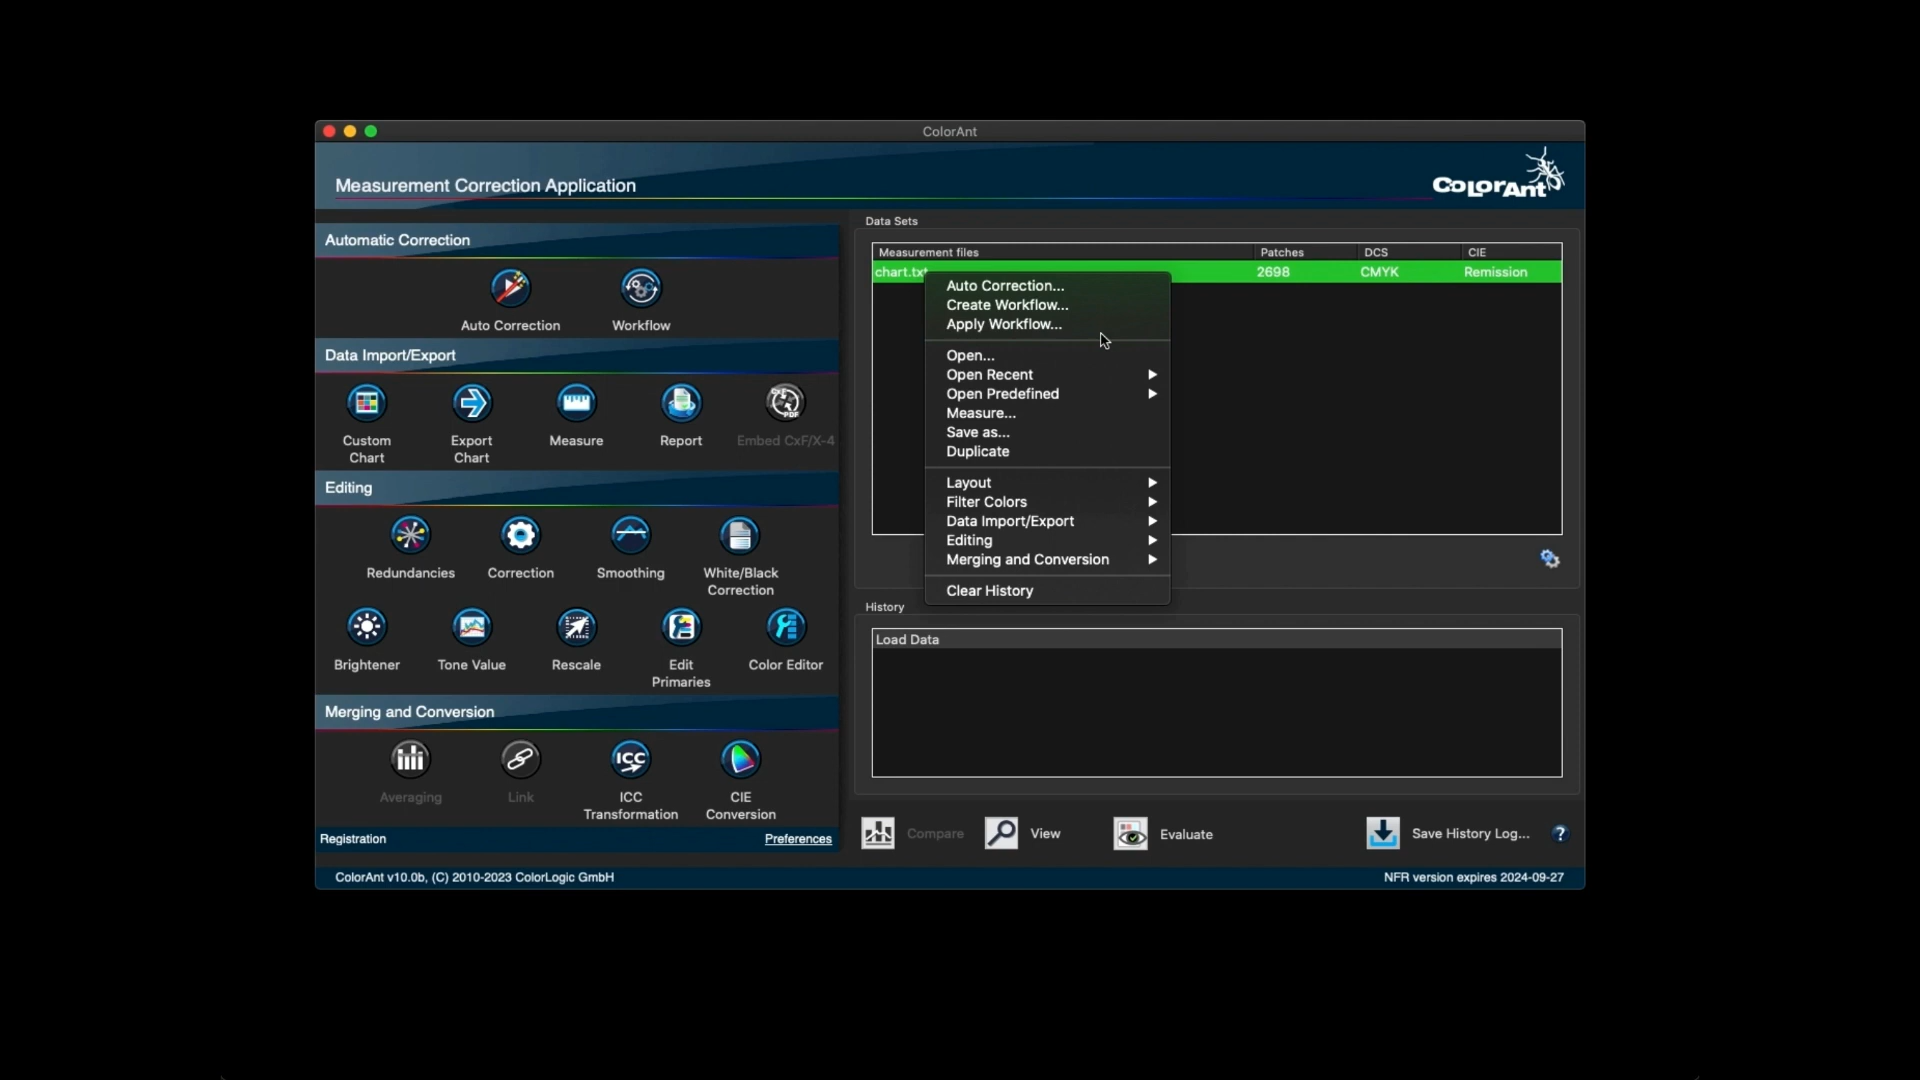 ColorAnt
Measurement Correction Application
ColorAnt
Automatic Correction
Auto Correction
Workflow
Data Import/Export
Custom
Chart
Export
Chart
Measure
Report
CxF
PDF
Embed CxF/X-4
Editing
Redundancies
Correction
Smoothing
White/Black
Correction
Brightener
Tone Value
Rescale
Edit
Primaries
Color Editor
Merging and Conversion
Averaging
Link
ICC
ICC
Transformation
CIE
Conversion
Registration
Preferences
Data Sets
Measurement files Patches DCS CIE
chart.txt 2698 CMYK Remission
Auto Correction...
Create Workflow...
Apply Workflow...
Open...
Open Recent
Open Predefined
Measure...
Save as...
Duplicate
Layout
Filter Colors
Data Import/Export
Editing
Merging and Conversion
Clear History
History
Load Data
Compare
View
Evaluate
Save History Log...
?
ColorAnt v10.0b, (C) 2010-2023 ColorLogic GmbH
NFR version expires 2024-09-27